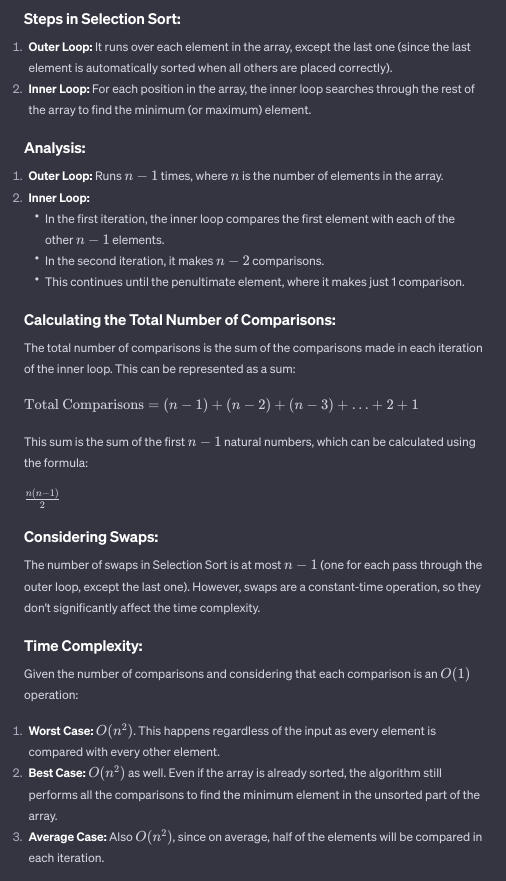 Steps in Selection Sort:
1. Outer Loop: It runs over each element in the array, except the last one (since the last
element is automatically sorted when all others are placed correctly).
2. Inner Loop: For each position in the array, the inner loop searches through the rest of
the array to find the minimum (or maximum) element.
Analysis:
1. Outer Loop: Runs n − 1 times, where n is the number of elements in the array.
2. Inner Loop:
• In the first iteration, the inner loop compares the first element with each of the
other n − 1 elements.
• In the second iteration, it makes n − 2 comparisons.
• This continues until the penultimate element, where it makes just 1 comparison.
Calculating the Total Number of Comparisons:
The total number of comparisons is the sum of the comparisons made in each iteration
of the inner loop. This can be represented as a sum:
Total Comparisons = (n − 1) + (n − 2) + (n − 3) + … + 2 + 1
This sum is the sum of the first n − 1 natural numbers, which can be calculated using
the formula:
n(n−1)/2
Considering Swaps:
The number of swaps in Selection Sort is at most n − 1 (one for each pass through the
outer loop, except the last one). However, swaps are a constant-time operation, so they
don't significantly affect the time complexity.
Time Complexity:
Given the number of comparisons and considering that each comparison is an O(1)
operation:
1. Worst Case: O(n²). This happens regardless of the input as every element is
compared with every other element.
2. Best Case: O(n²) as well. Even if the array is already sorted, the algorithm still
performs all the comparisons to find the minimum element in the unsorted part of the
array.
3. Average Case: Also O(n²), since on average, half of the elements will be compared in
each iteration.